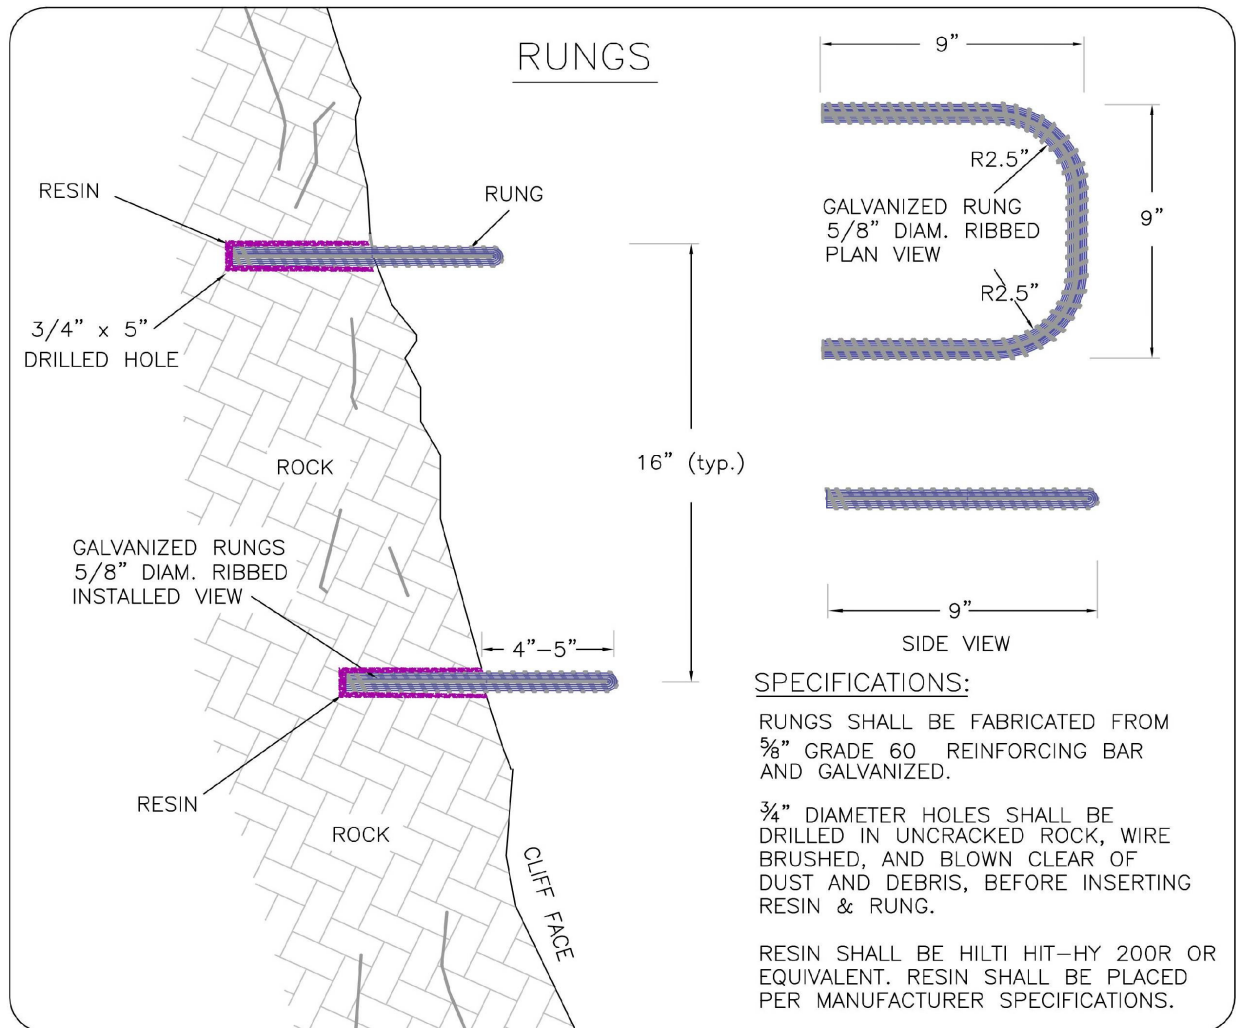 RUNGS
9”
R2.5”
RESIN
RUNG
GALVANIZED RUNG
5/8” DIAM. RIBBED
PLAN VIEW
9”
R2.5”
3/4” x 5”
DRILLED HOLE
16” (typ.)
ROCK
GALVANIZED RUNGS
5/8” DIAM. RIBBED
INSTALLED VIEW
9”
SIDE VIEW
4”-5”
RESIN
ROCK
CLIFF FACE
SPECIFICATIONS:
RUNGS SHALL BE FABRICATED FROM
⅝” GRADE 60 REINFORCING BAR
AND GALVANIZED.
¾” DIAMETER HOLES SHALL BE
DRILLED IN UNCRACKED ROCK, WIRE
BRUSHED, AND BLOWN CLEAR OF
DUST AND DEBRIS, BEFORE INSERTING
RESIN & RUNG.
RESIN SHALL BE HILTI HIT-HY 200R OR
EQUIVALENT. RESIN SHALL BE PLACED
PER MANUFACTURER SPECIFICATIONS.